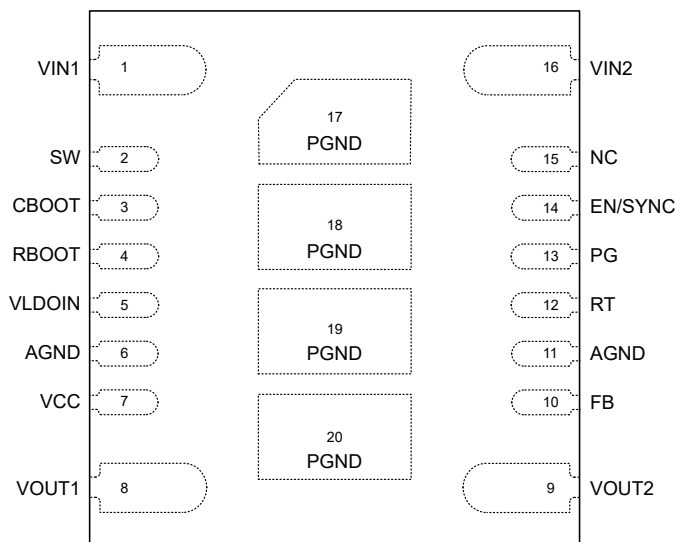 VIN1 1
16 VIN2
17
PGND
SW 2
15 NC
CBOOT 3
14 EN/SYNC
18
PGND
RBOOT 4
13 PG
VLDOIN 5
12 RT
19
PGND
AGND 6
11 AGND
VCC 7
10 FB
20
PGND
VOUT1 8
9 VOUT2